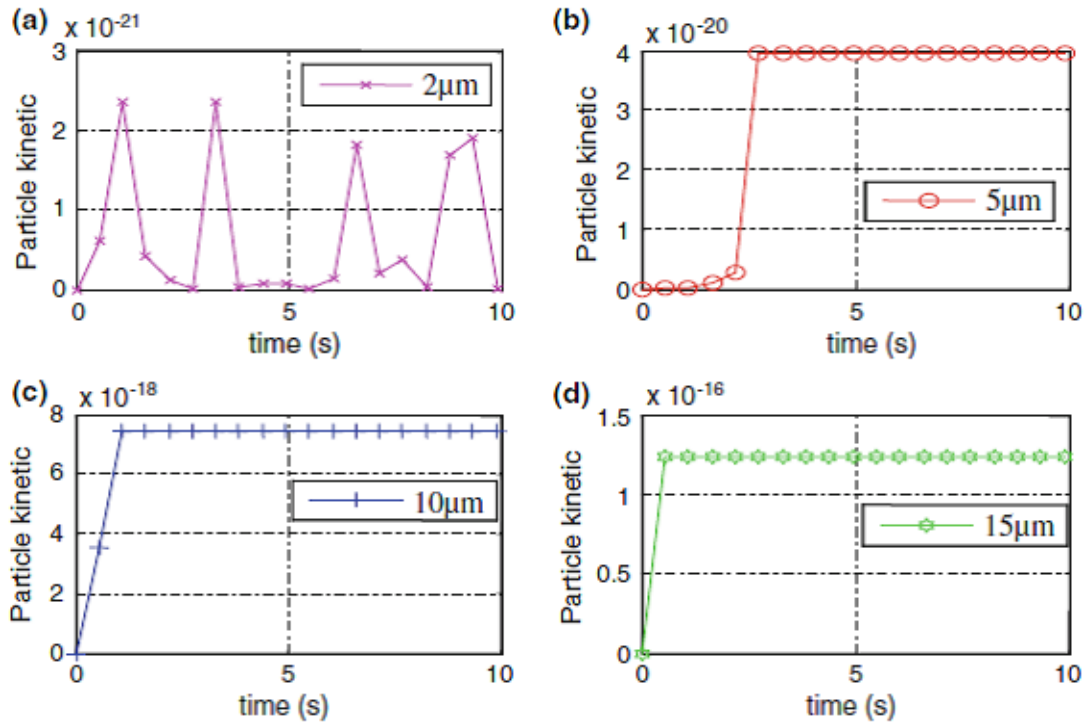 (a)
x 10-21
Particle kinetic
3
2
1
0
0 5 10
time (s)
2μm
(b)
x 10-20
Particle kinetic
4
3
2
1
0
0 5 10
time (s)
5μm
(c)
x 10-18
Particle kinetic
8
6
4
2
0
0 5 10
time (s)
10μm
(d)
x 10-16
Particle kinetic
1.5
1
0.5
0
0 5 10
time (s)
15μm